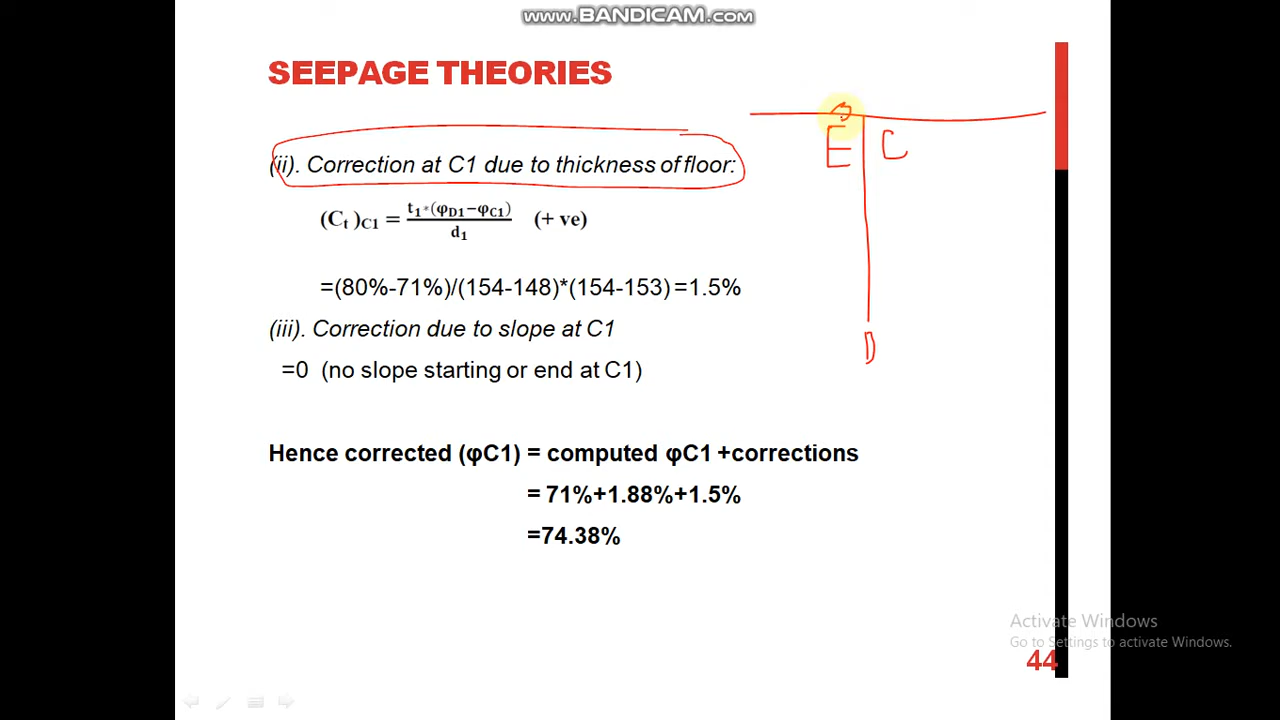 www.BANDICAM.com
SEEPAGE THEORIES
(ii). Correction at C1 due to thickness of floor:
E C
(Cₜ)C1 = t₁*(φD1−φC1)/d₁ (+ ve)
=(80%-71%)/(154-148)*(154-153) =1.5%
(iii). Correction due to slope at C1
D
=0 (no slope starting or end at C1)
Hence corrected (φC1) = computed φC1 +corrections
= 71%+1.88%+1.5%
=74.38%
Activate Windows
Go to Settings to activate Windows.
44